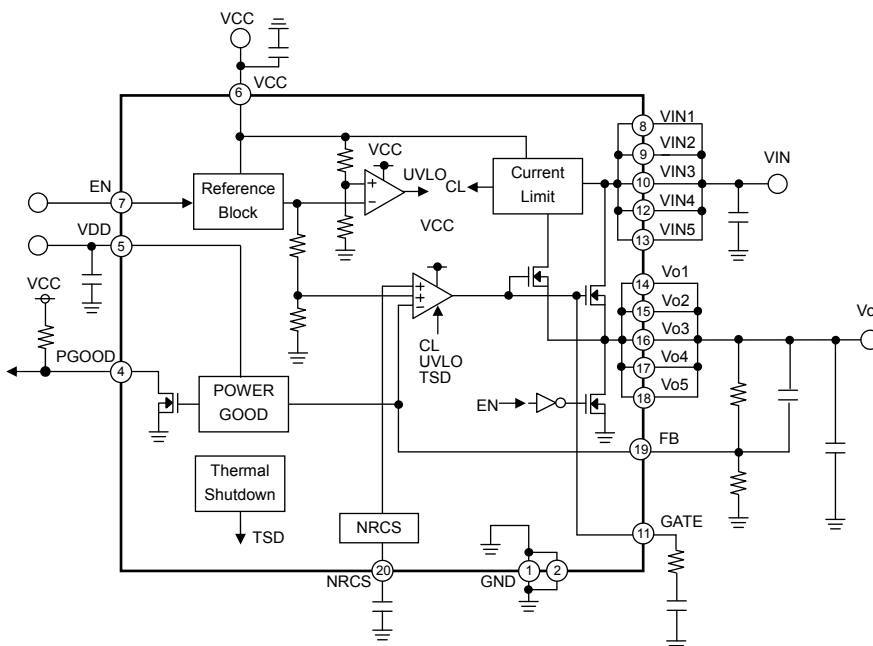 VCC
VCC
6
VIN1
8
VCC
VIN2
9
VIN
UVLO
Current
Limit
CL
VIN3
10
EN
7
Reference
Block
VIN4
12
VCC
VDD
5
VIN5
13
VCC
Vo1
14
Vo2
15
Vo
Vo3
16
PGOOD
4
CL
UVLO
TSD
Vo4
17
Vo5
18
POWER
GOOD
EN
FB
19
Thermal
Shutdown
TSD
NRCS
GATE
11
NRCS
20
GND
1
2